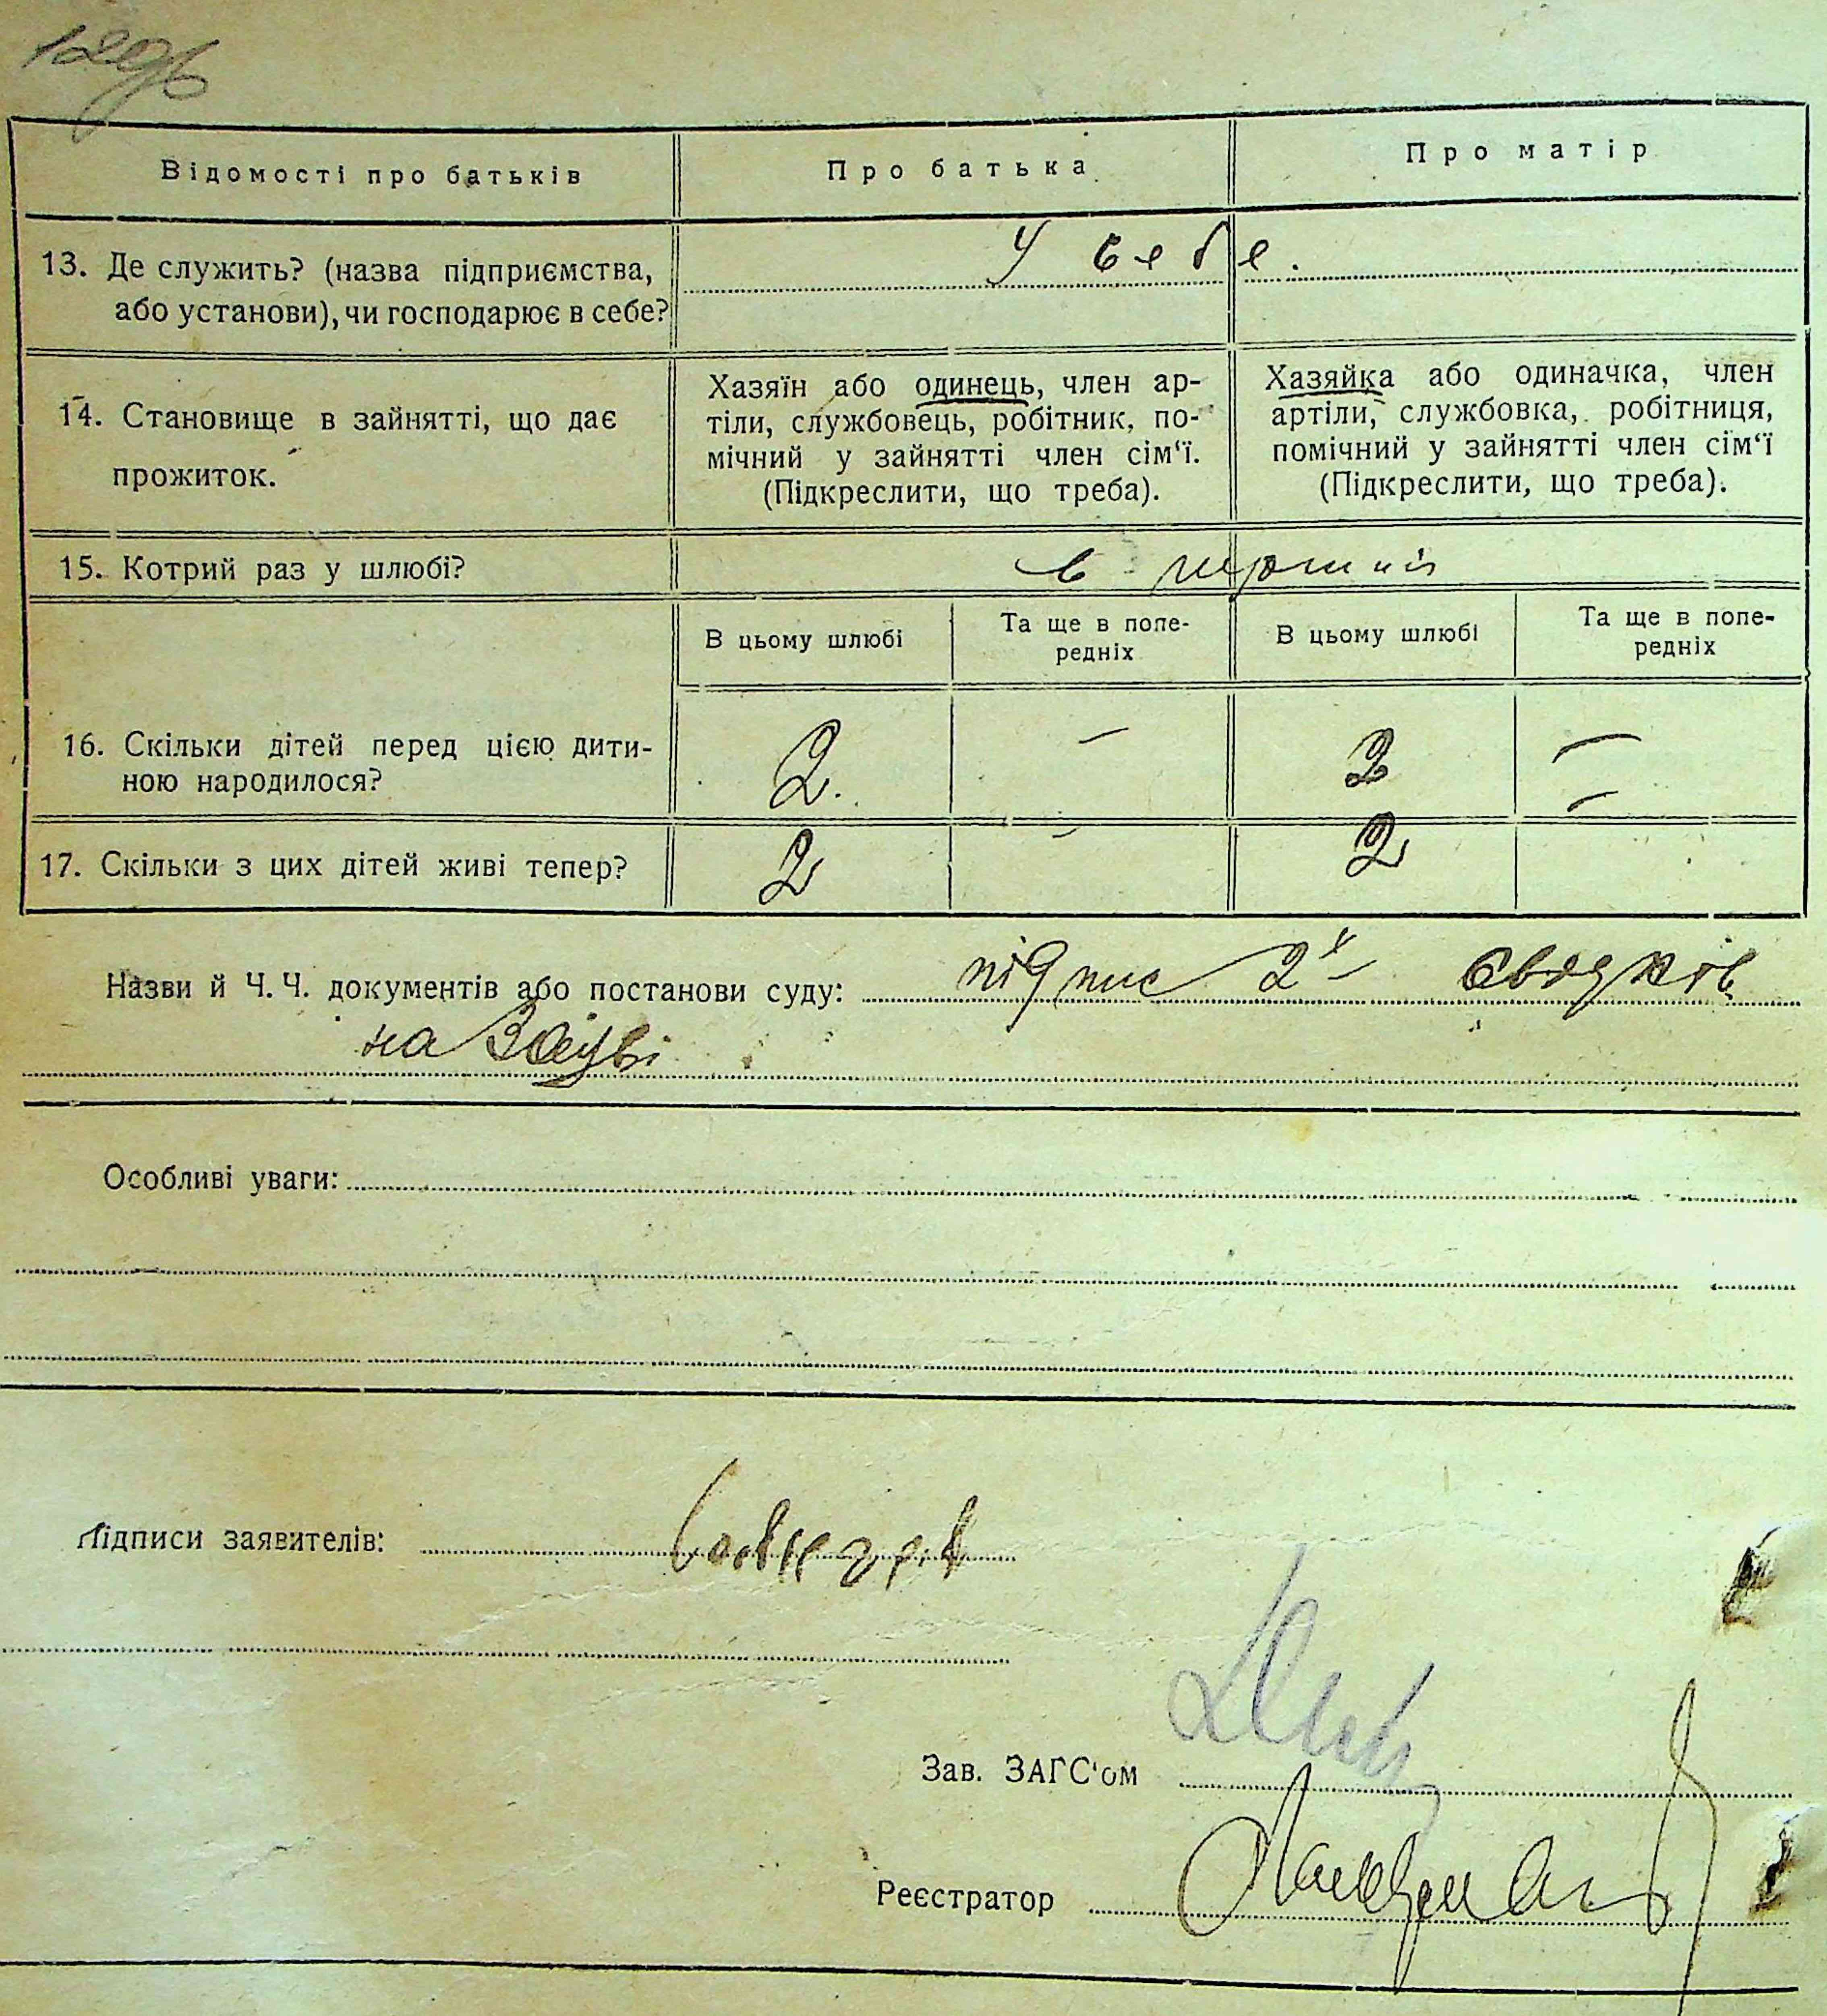 Відомості про батьків
Про батька
Про матір
13. Де служить? (назва підприємства,
або установи), чи господарює в себе?
У себе.
14. Становище в зайнятті, що дає
прожиток.
Хазяїн або одинець, член ар-
тіли, службовець, робітник, по-
мічний у зайнятті член сім‘ї.
(Підкреслити, що треба).
Хазяйка або одиначка, член
артіли, службовка, робітниця,
помічний у зайнятті член сім‘ї
(Підкреслити, що треба).
15. Котрий раз у шлюбі?
в
В цьому шлюбі
Та ще в попе-
редніх
В цьому шлюбі
Та ще в попе-
редніх
16. Скільки дітей перед цією дити-
ною народилося?
2. — 2 —
17. Скільки з цих дітей живі тепер?
2 — 2 —
Назви й Ч. Ч. документів або постанови суду: підпис 2х свідків
на
Особливі уваги:
Підписи заявителів:
Зав. ЗАГС‘ом
Реєстратор